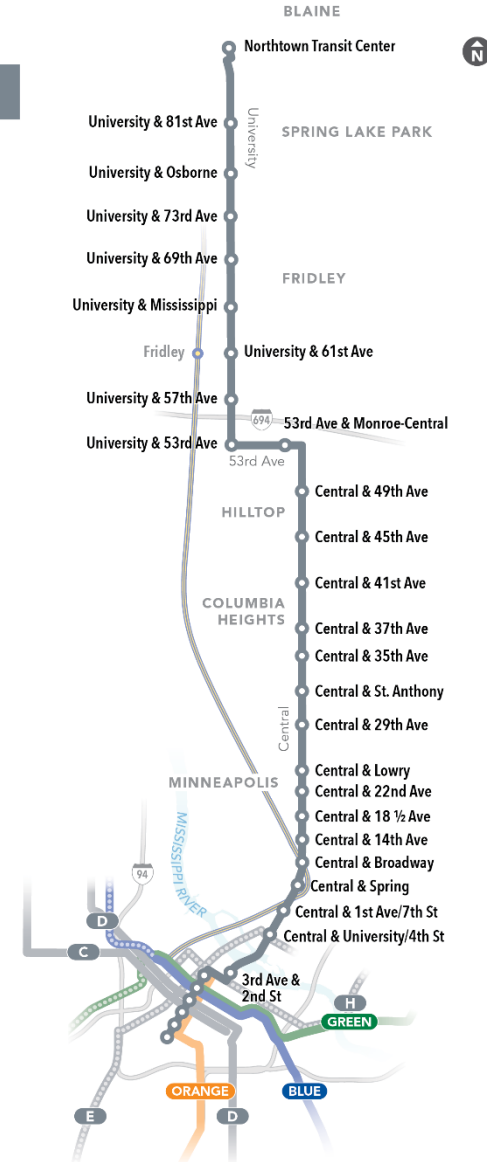 BLAINE
Northtown Transit Center
N
University & 81st Ave
University
SPRING LAKE PARK
University & Osborne
University & 73rd Ave
University & 69th Ave
FRIDLEY
University & Mississippi
Fridley
University & 61st Ave
University & 57th Ave
694
53rd Ave & Monroe-Central
University & 53rd Ave
53rd Ave
Central & 49th Ave
HILLTOP
Central & 45th Ave
Central & 41st Ave
COLUMBIA
HEIGHTS
Central & 37th Ave
Central & 35th Ave
Central & St. Anthony
Central
Central & 29th Ave
Central & Lowry
MINNEAPOLIS
Central & 22nd Ave
Central & 18 ½ Ave
Central & 14th Ave
MISSISSIPPI RIVER
Central & Broadway
94
Central & Spring
Central & 1st Ave/7th St
D
Central & University/4th St
C
3rd Ave &
2nd St
H
GREEN
ORANGE
BLUE
E
D